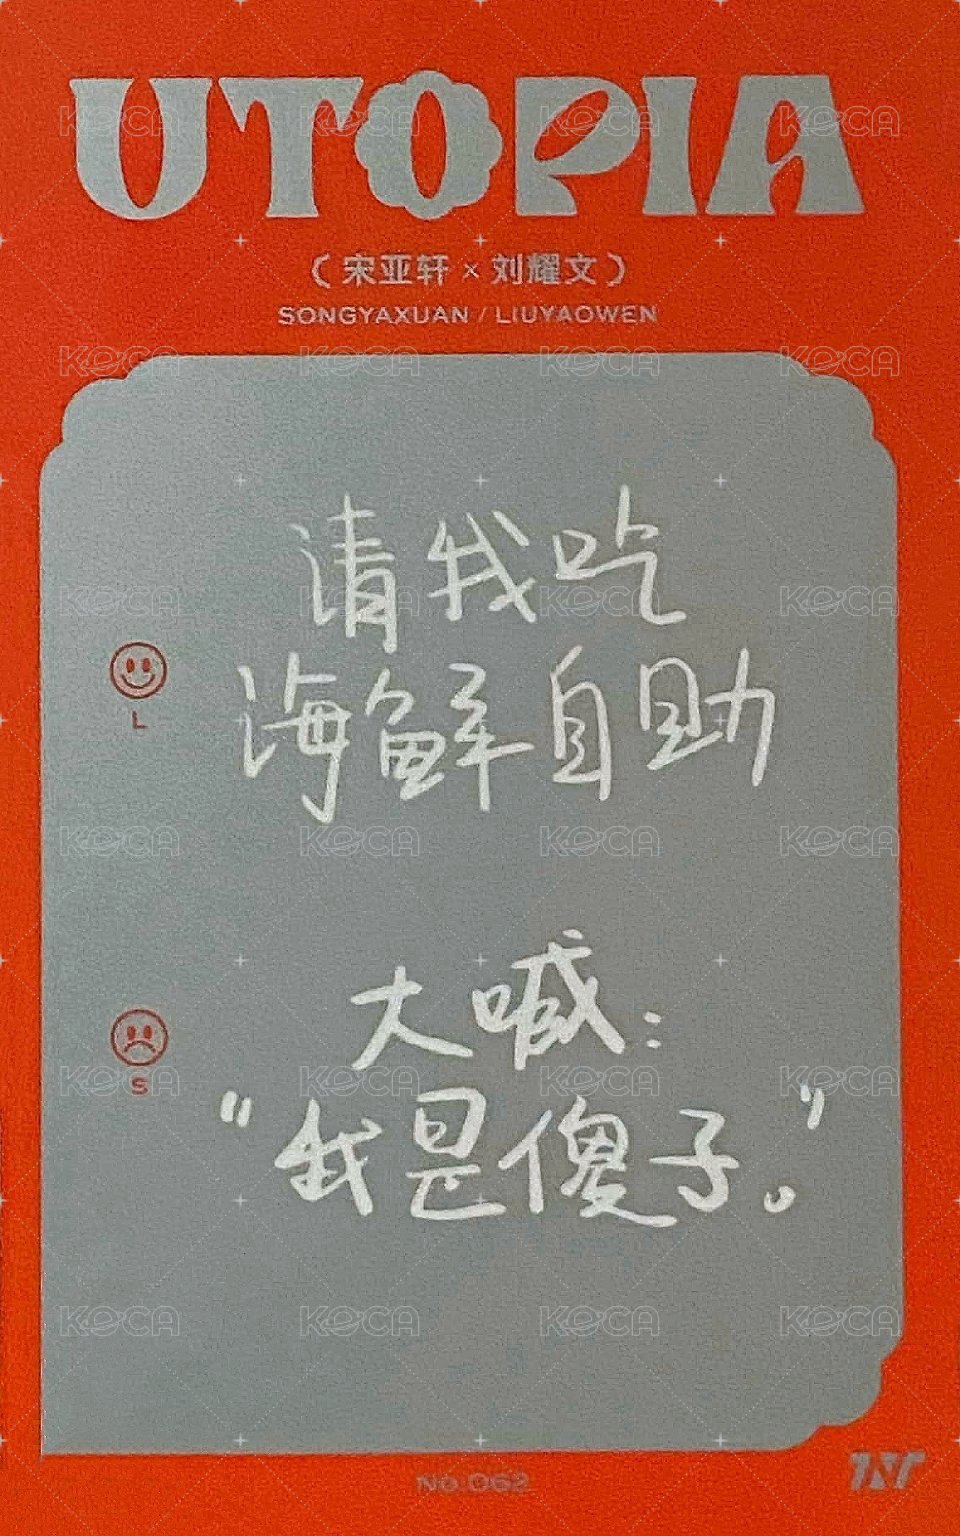 UTOPIA
（宋亚轩 × 刘耀文）
SONGYAXUAN / LIUYAOWEN
请我吃
海鲜自助
L
大喊：
S
“我是傻子。”
No.062
TNT
KOCA